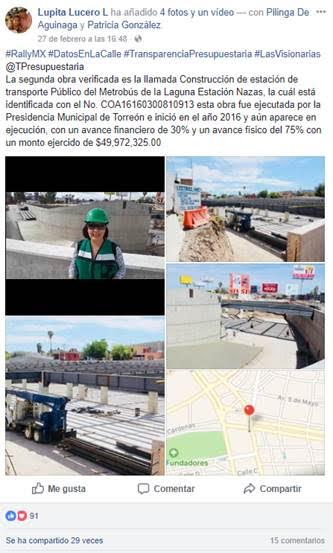 Lupita Lucero L ha añadido 4 fotos y un vídeo — con Pilinga De
Aguinaga y Patricia González.
27 de febrero a las 16:48
#RallyMX #DatosEnLaCalle #TransparenciaPresupuestaria #LasVisionarias
@TPresupuestaria
La segunda obra verificada es la llamada Construcción de estación de
transporte Público del Metrobús de la Laguna Estación Nazas, la cuál está
identificada con el No. COA16160300810913 esta obra fue ejecutada por la
Presidencia Municipal de Torreón e inició en el año 2016 y aún aparece en
ejecución, con un avance financiero de 30% y un avance físico del 75% con
un monto ejercido de $49,972,325.00
Cardenas
Av. 5 de Mayo
Fundadores
Calle C
Me gusta
Comentar
Compartir
91
Se ha compartido 29 veces
15 comentarios